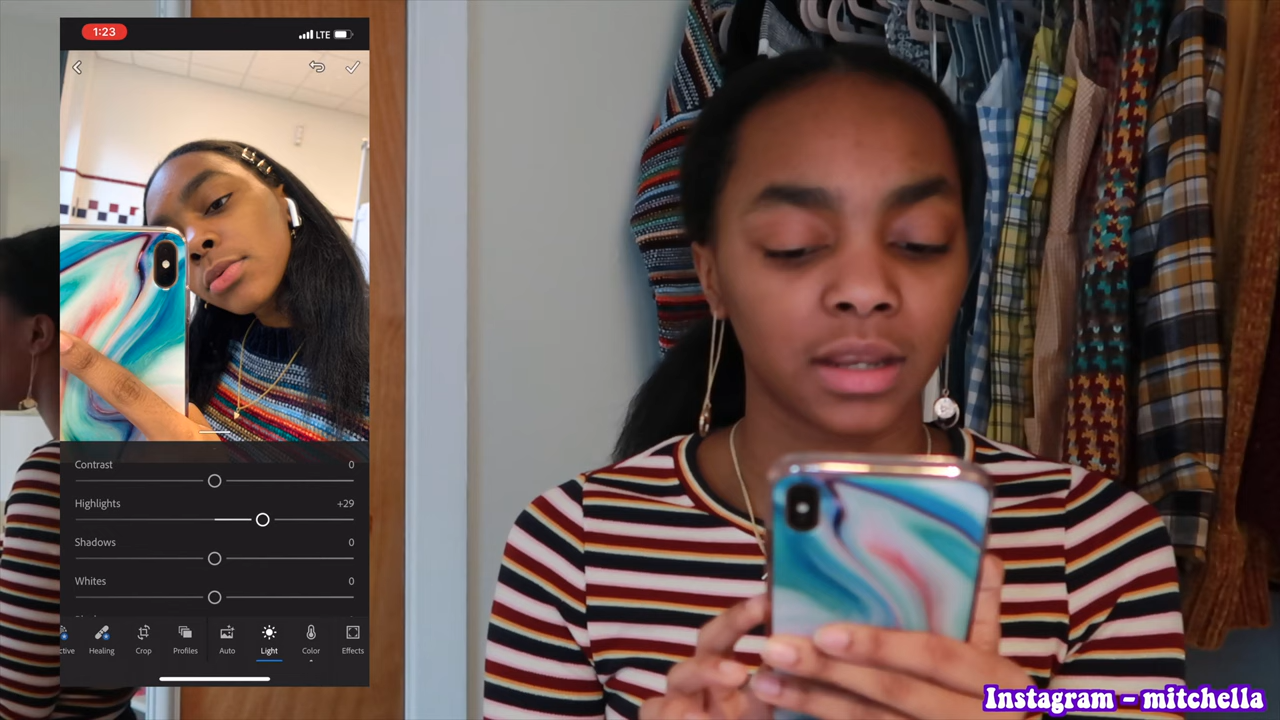 1:23
LTE
Contrast 0
Highlights +29
Shadows 0
Whites 0
ctive Healing Crop Profiles Auto Light Color Effects
Instagram - mitchella